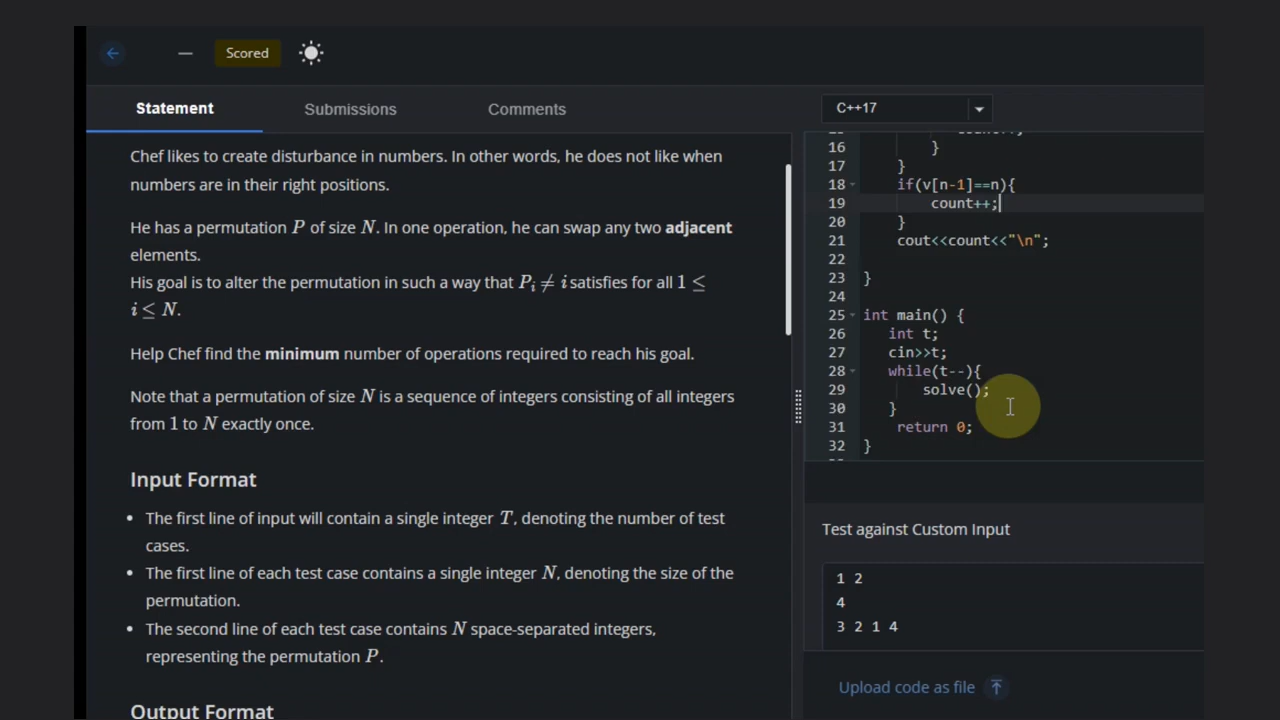 Scored
Statement Submissions Comments
Chef likes to create disturbance in numbers. In other words, he does not like when
numbers are in their right positions.
He has a permutation P of size N. In one operation, he can swap any two adjacent
elements.
His goal is to alter the permutation in such a way that Pᵢ ≠ i satisfies for all 1 ≤
i ≤ N.
Help Chef find the minimum number of operations required to reach his goal.
Note that a permutation of size N is a sequence of integers consisting of all integers
from 1 to N exactly once.
Input Format
• The first line of input will contain a single integer T, denoting the number of test
cases.
• The first line of each test case contains a single integer N, denoting the size of the
permutation.
• The second line of each test case contains N space-separated integers,
representing the permutation P.
Output Format
C++17
16 }
17 }
18 if(v[n-1]==n){
19 count++;
20 }
21 cout<<count<<"\n";
22
23 }
24
25 int main() {
26 int t;
27 cin>>t;
28 while(t--){
29 solve();
30 }
31 return 0;
32 }
Test against Custom Input
1 2
4
3 2 1 4
Upload code as file